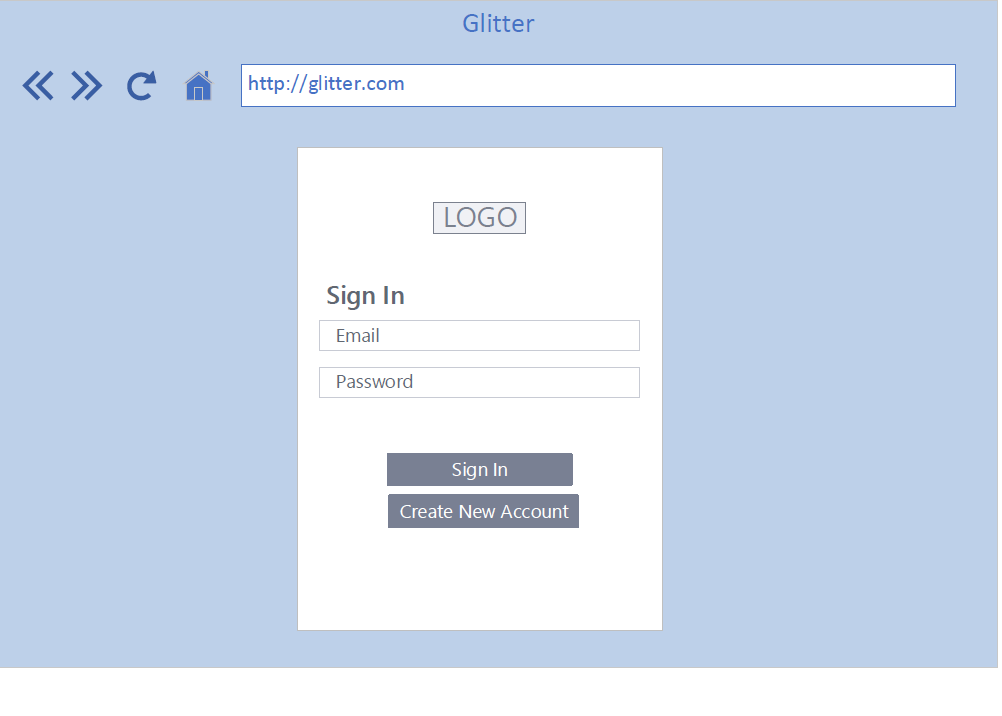 Glitter
http://glitter.com
LOGO
Sign In
Email
Password
Sign In
Create New Account